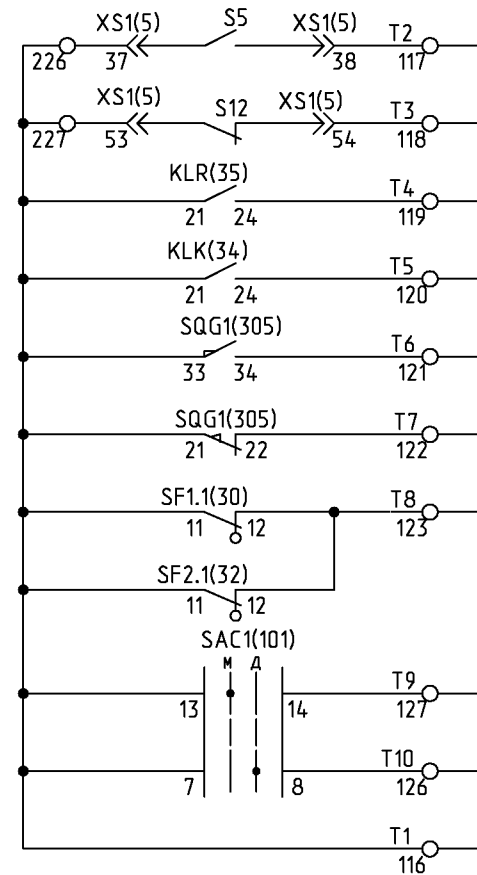 XS1(5) S5 XS1(5) T2
226 37 38 117
XS1(5) S12 XS1(5) T3
227 53 54 118
KLR(35) T4
21 24 119
KLK(34) T5
21 24 120
SQG1(305) T6
33 34 121
SQG1(305) T7
21 22 122
SF1.1(30) T8
11 12 123
SF2.1(32)
11 12
SAC1(101)
М Д T9
13 14 127
T10
7 8 126
T1
116